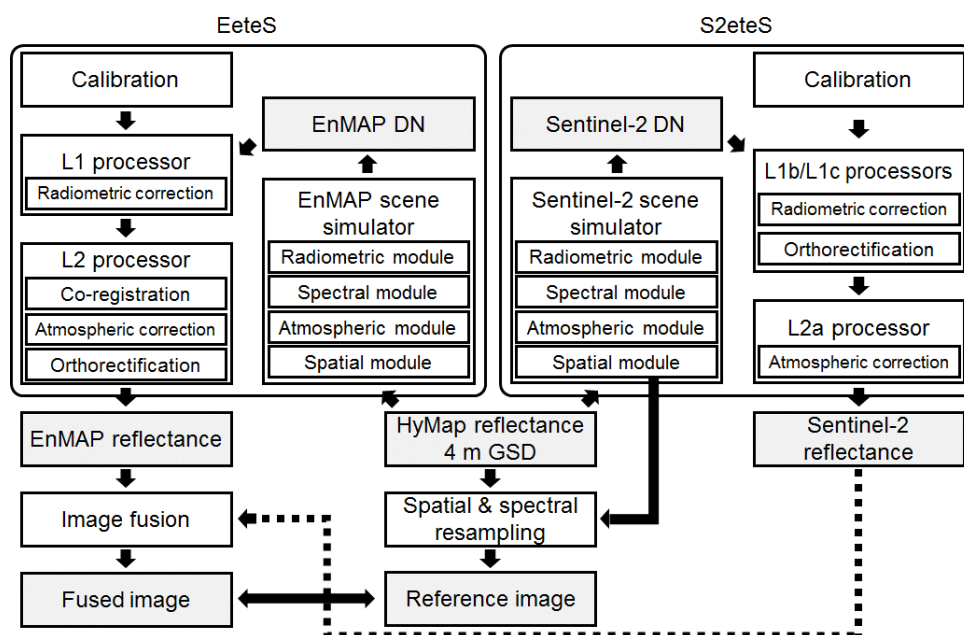 EeteS
S2eteS
Calibration
EnMAP DN
L1 processor
Radiometric correction
L2 processor
Co-registration
Atmospheric correction
Orthorectification
EnMAP scene
simulator
Radiometric module
Spectral module
Atmospheric module
Spatial module
Sentinel-2 DN
Sentinel-2 scene
simulator
Radiometric module
Spectral module
Atmospheric module
Spatial module
Calibration
L1b/L1c processors
Radiometric correction
Orthorectification
L2a processor
Atmospheric correction
EnMAP reflectance
HyMap reflectance
4 m GSD
Sentinel-2
reflectance
Image fusion
Spatial & spectral
resampling
Fused image
Reference image